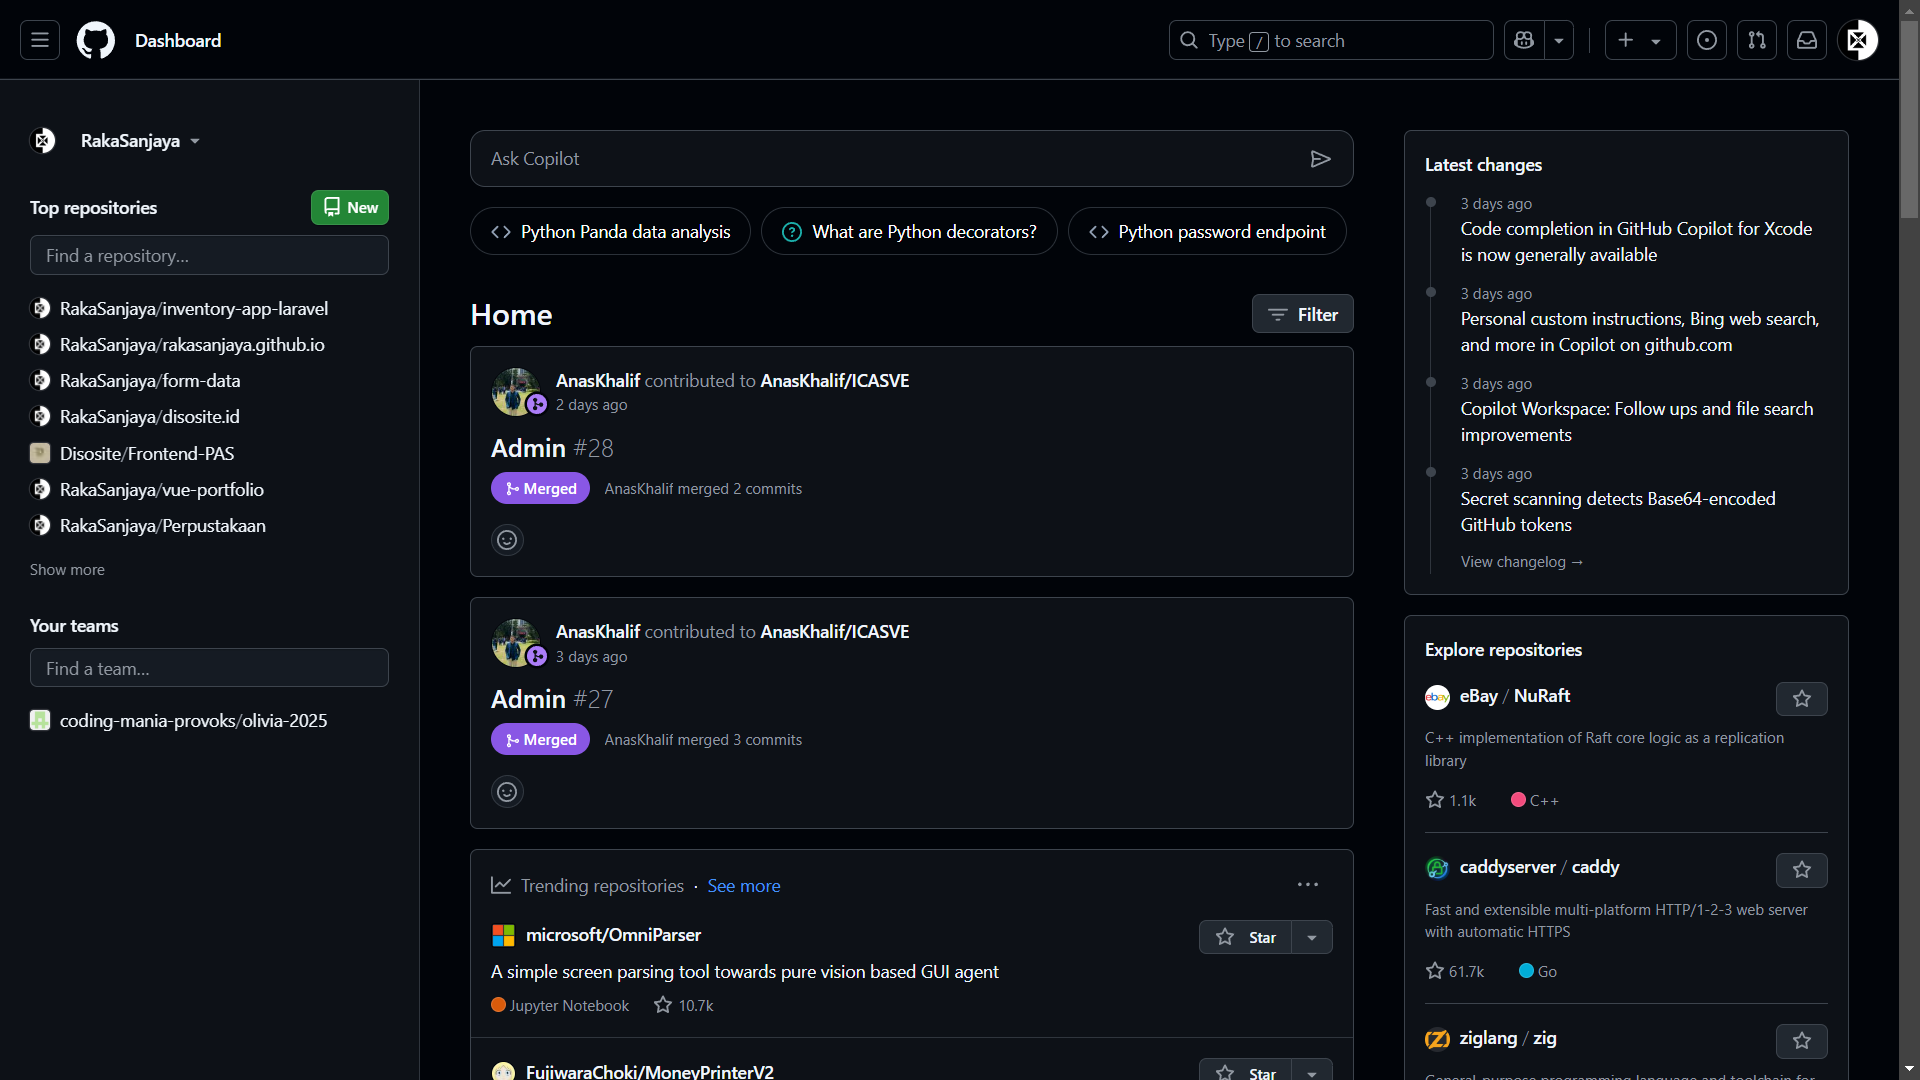 Dashboard
Type / to search
RakaSanjaya
Top repositories
New
Find a repository...
RakaSanjaya/inventory-app-laravel
RakaSanjaya/rakasanjaya.github.io
RakaSanjaya/form-data
RakaSanjaya/disosite.id
Disosite/Frontend-PAS
RakaSanjaya/vue-portfolio
RakaSanjaya/Perpustakaan
Show more
Your teams
Find a team...
coding-mania-provoks/olivia-2025
Ask Copilot
Python Panda data analysis
What are Python decorators?
Python password endpoint
Home
Filter
AnasKhalif contributed to AnasKhalif/ICASVE
2 days ago
Admin #28
Merged AnasKhalif merged 2 commits
AnasKhalif contributed to AnasKhalif/ICASVE
3 days ago
Admin #27
Merged AnasKhalif merged 3 commits
Trending repositories · See more
microsoft/OmniParser
Star
A simple screen parsing tool towards pure vision based GUI agent
Jupyter Notebook 10.7k
FujiwaraChoki/MoneyPrinterV2
Star
Latest changes
3 days ago
Code completion in GitHub Copilot for Xcode
is now generally available
3 days ago
Personal custom instructions, Bing web search,
and more in Copilot on github.com
3 days ago
Copilot Workspace: Follow ups and file search
improvements
3 days ago
Secret scanning detects Base64-encoded
GitHub tokens
View changelog →
Explore repositories
ebay
eBay / NuRaft
C++ implementation of Raft core logic as a replication
library
1.1k C++
caddyserver / caddy
Fast and extensible multi-platform HTTP/1-2-3 web server
with automatic HTTPS
61.7k Go
ziglang / zig
General-purpose programming language and toolchain for